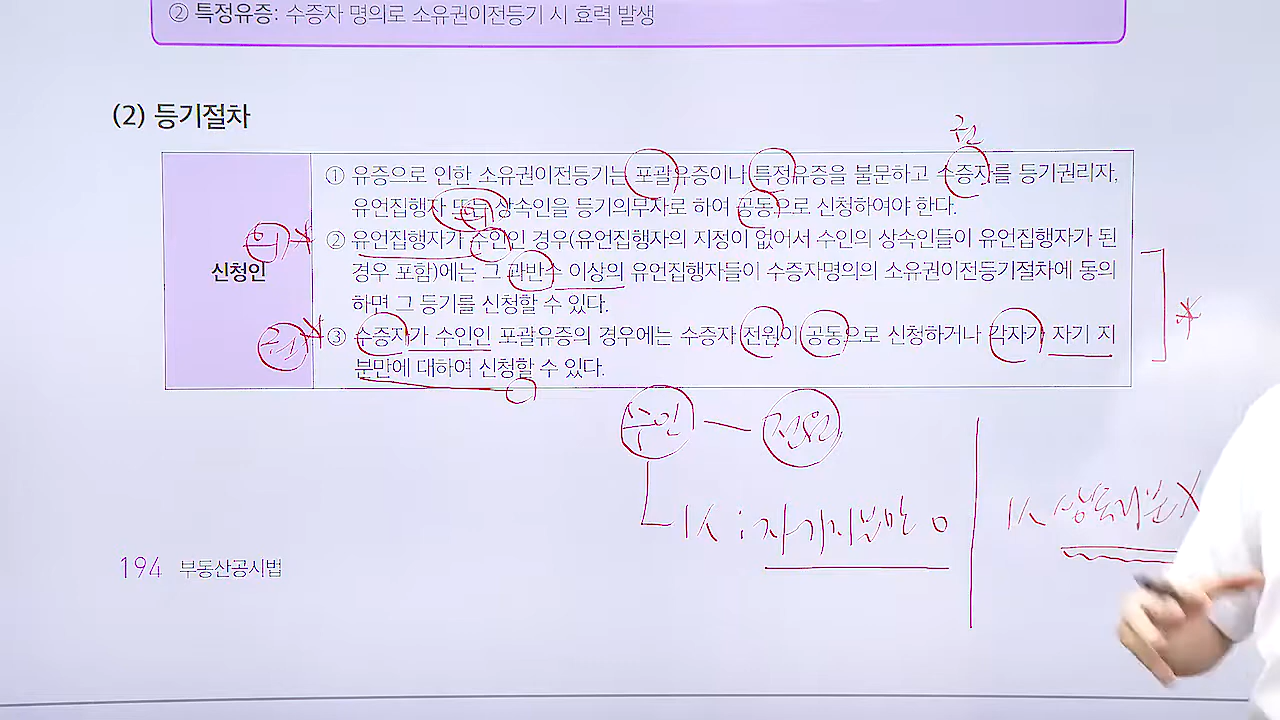 ② 특정유증: 수증자 명의로 소유권이전등기 시 효력 발생
(2) 등기절차
권
신청인
① 유증으로 인한 소유권이전등기는 포괄유증이나 특정유증을 불문하고 수증자를 등기권리자,
유언집행자 또는 상속인을 등기의무자로 하여 공동으로 신청하여야 한다.
의
② 유언집행자가 수인인 경우(유언집행자의 지정이 없어서 수인의 상속인들이 유언집행자가 된
경우 포함)에는 그 과반수 이상의 유언집행자들이 수증자명의의 소유권이전등기절차에 동의
하면 그 등기를 신청할 수 있다.
권
③ 수증자가 수인인 포괄유증의 경우에는 수증자 전원이 공동으로 신청하거나 각자가 자기 지
분만에 대하여 신청할 수 있다.
수인 — 전원
1人 : 자기지분만 O
1人 상속지분 X
194 부동산공시법